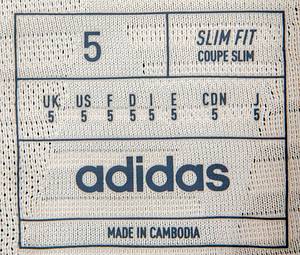 5
SLIM FIT
COUPE SLIM
UK US F D I E CDN J
5 5 5 5 5 5 5 5
adidas
MADE IN CAMBODIA